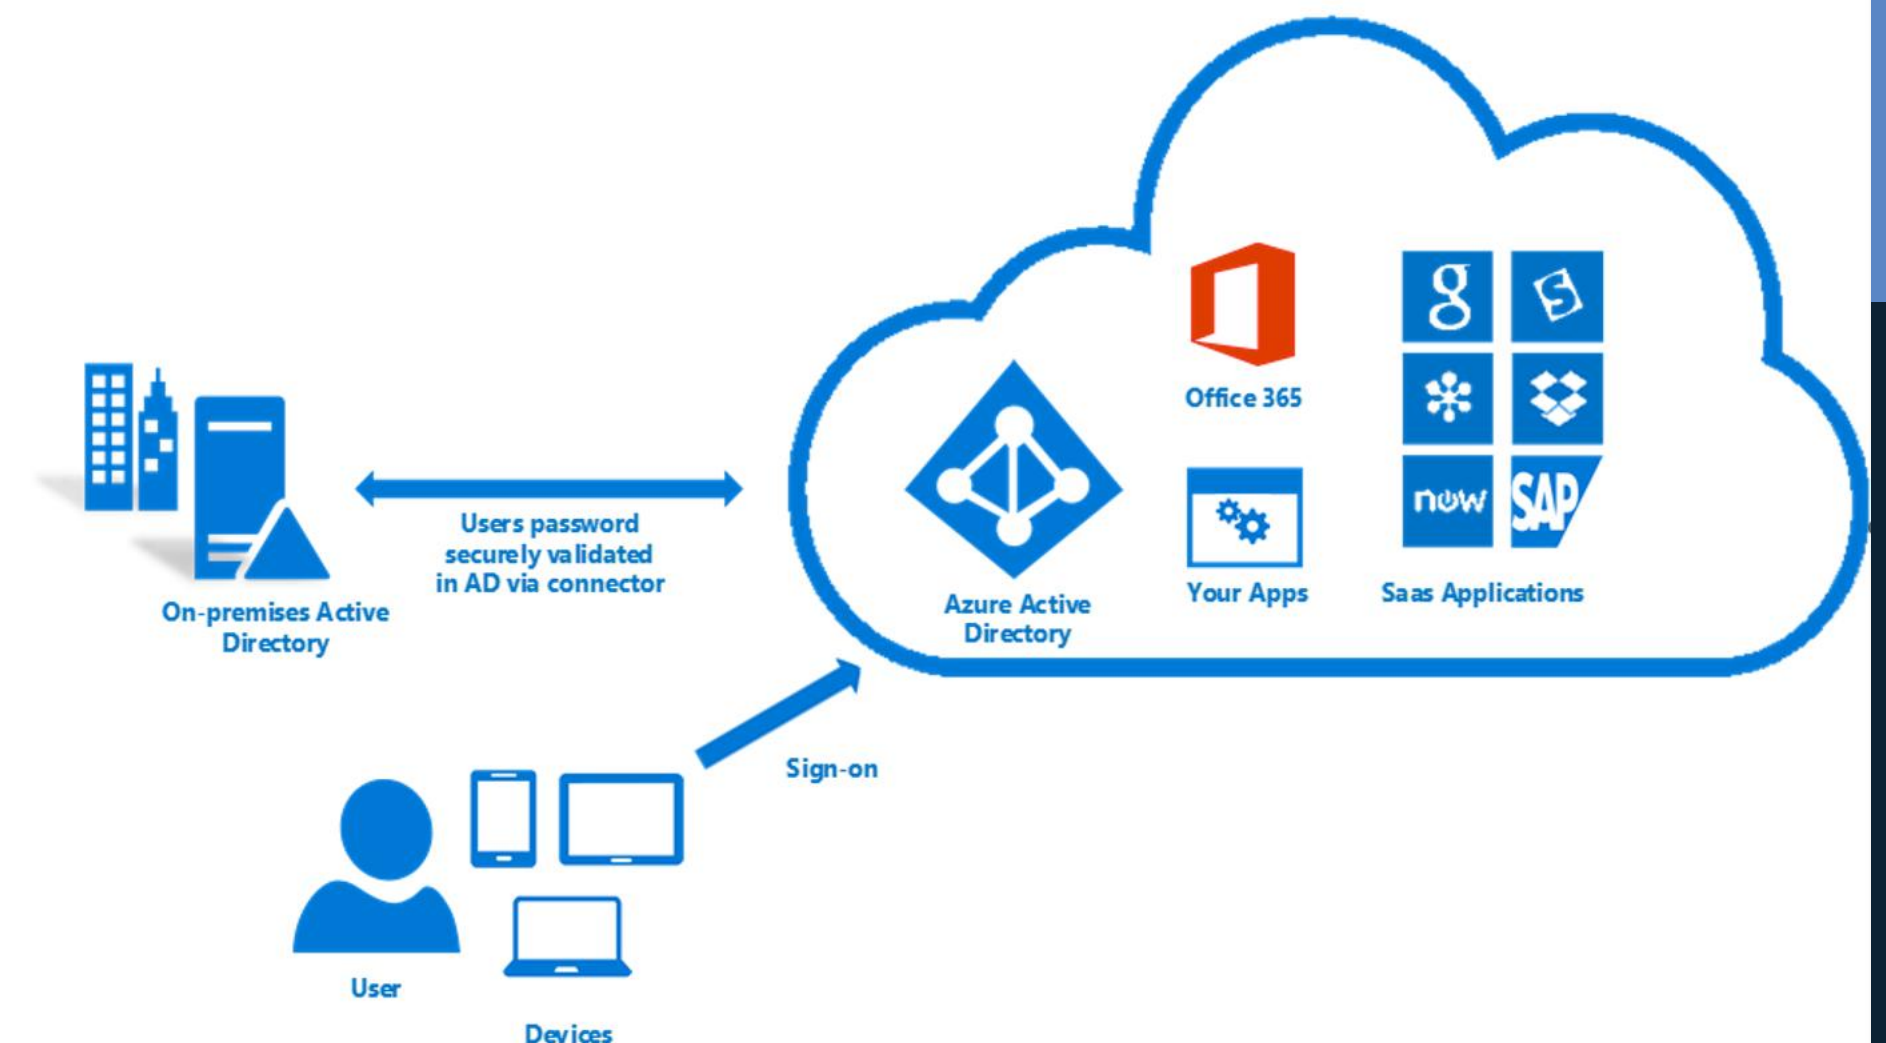 Office 365
g
S
now
SAP
Users password
securely validated
in AD via connector
On-premises Active
Directory
Azure Active
Directory
Your Apps
Saas Applications
Sign-on
User
Devices